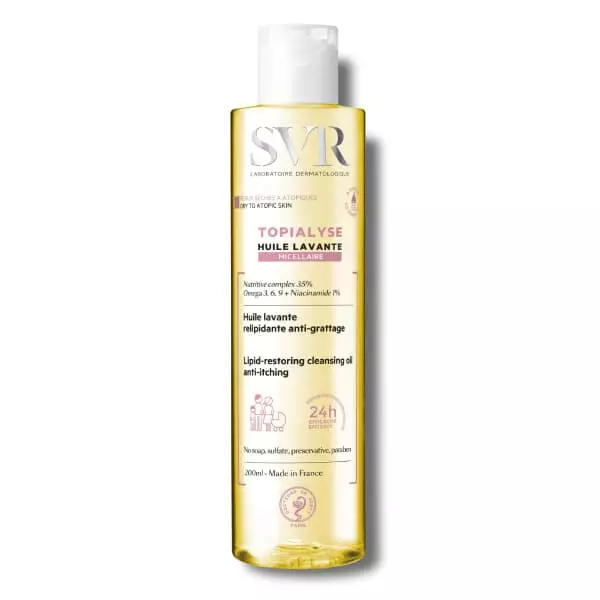 SVR
LABORATOIRE DERMATOLOGIQUE
PEAUX SÈCHES À ATOPIQUES
DRY TO ATOPIC SKIN
TOPIALYSE
HUILE LAVANTE
MICELLAIRE
Nutritive complex 35%
Omega 3, 6, 9 + Niacinamide 1%
Huile lavante
relipidante anti-grattage
Lipid-restoring cleansing oil
anti-itching
24h
No soap, sulfate, preservative, paraben
200ml - Made in France
PARIS